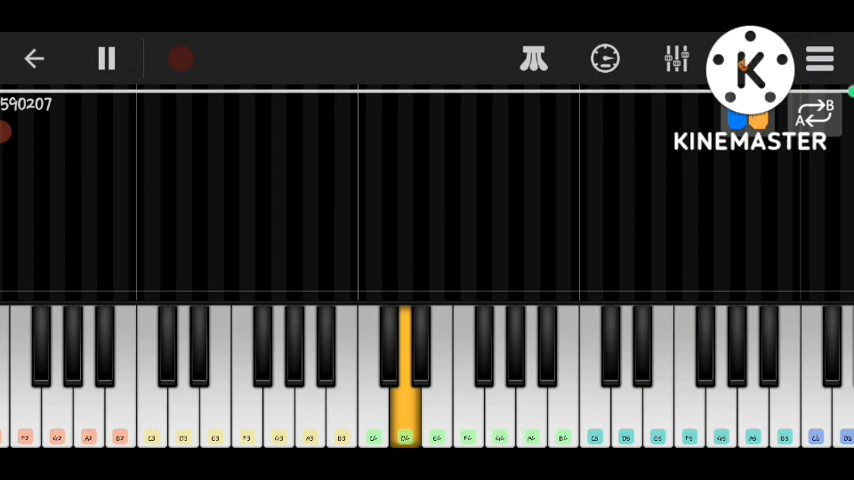 590207
A B
K
KINEMASTER
F2 G2 A2 B2 C3 D3 E3 F3 G3 A3 B3 C4 D4 E4 F4 G4 A4 B4 C5 D5 E5 F5 G5 A5 B5 C6 D6